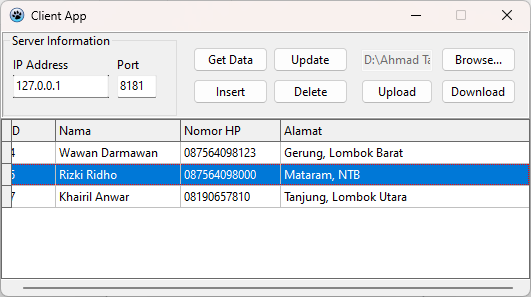 Client App
Server Information
IP Address Port
127.0.0.1 8181
Get Data Update D:\Ahmad Ta Browse...
Insert Delete Upload Download
D Nama Nomor HP Alamat
4 Wawan Darmawan 087564098123 Gerung, Lombok Barat
Rizki Ridho 087564098000 Mataram, NTB
7 Khairil Anwar 08190657810 Tanjung, Lombok Utara